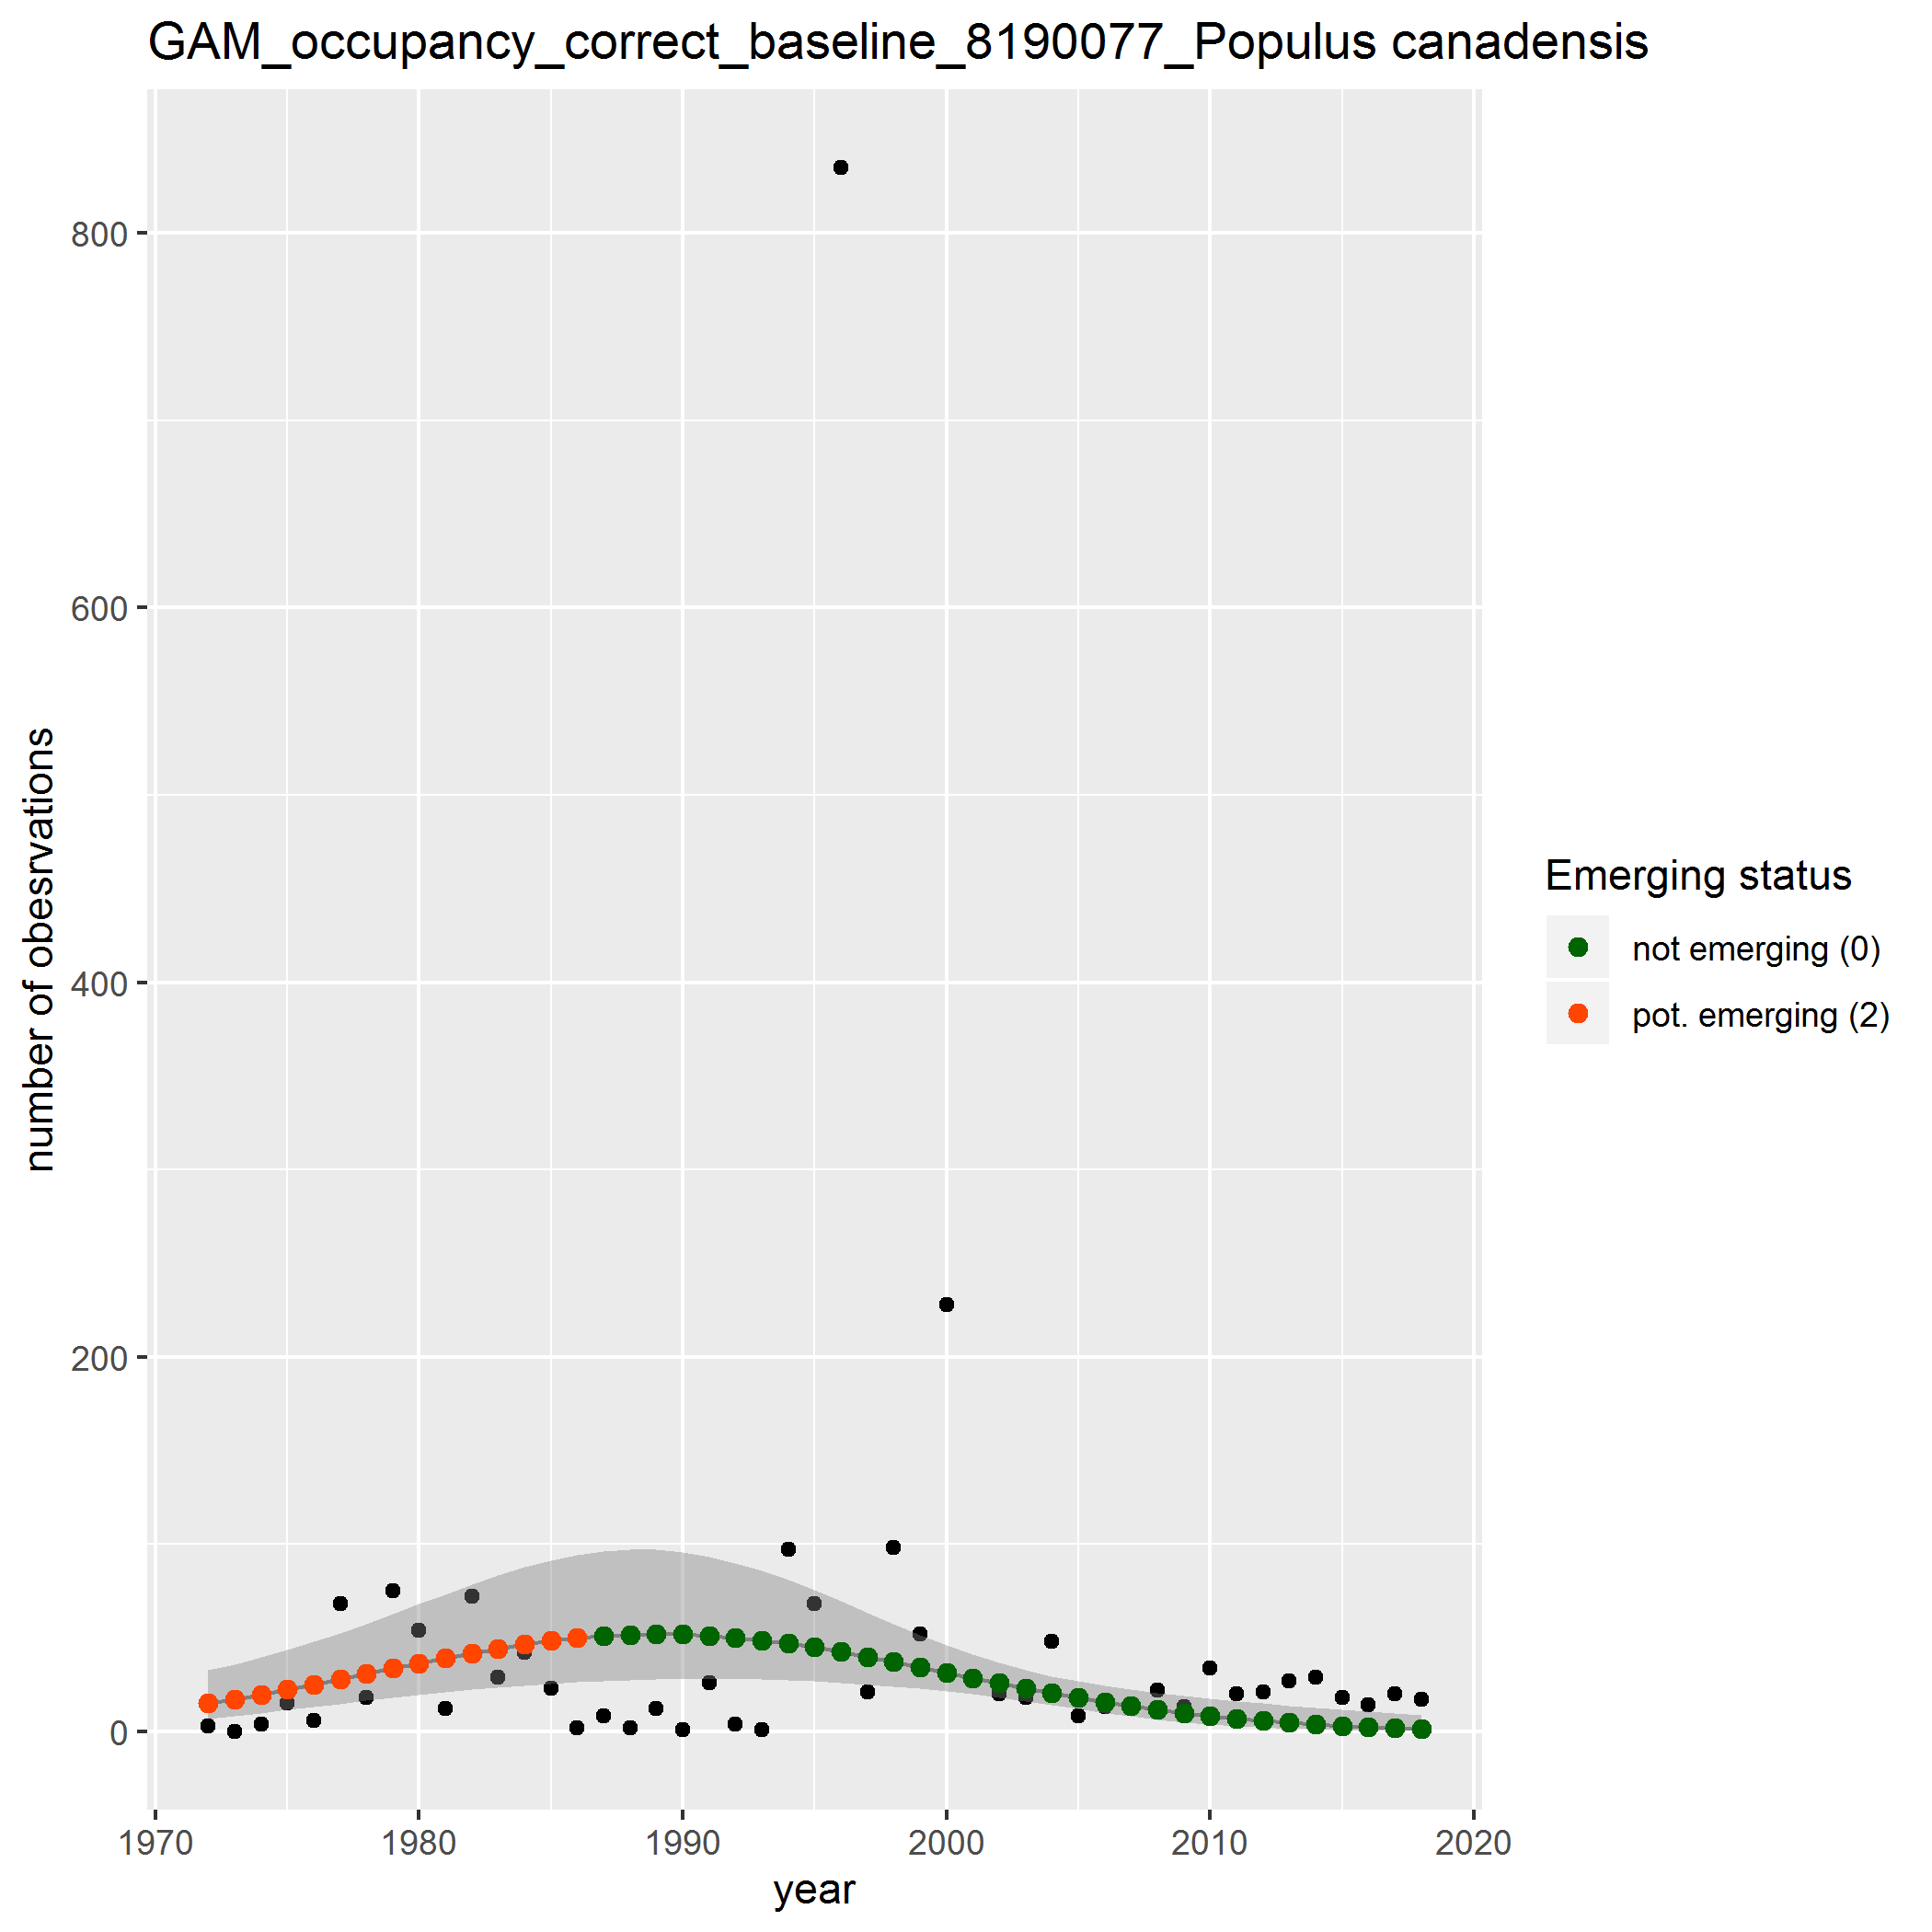 GAM_occupancy_correct_baseline_8190077_Populus canadensis
number of obesrvations
800
600
400
200
0
1970
1980
1990
2000
2010
2020
year
Emerging status
not emerging (0)
pot. emerging (2)